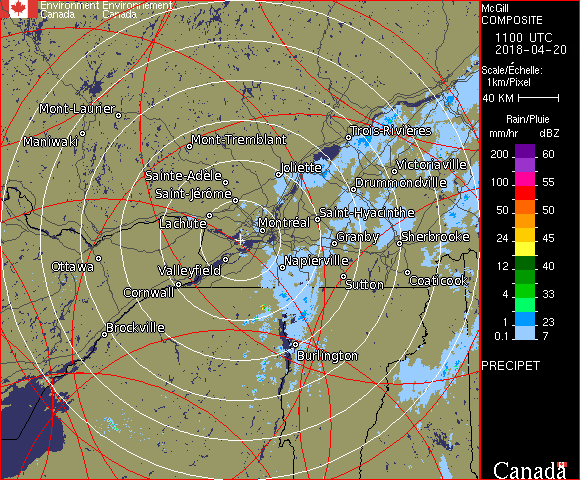 Environment Environnement
Canada Canada
McGill
COMPOSITE
1100 UTC
2018-04-20
Scale/Échelle:
1km/Pixel
40 KM
Rain/Pluie
mm/hr dBZ
200 60
100 55
50 50
24 45
12 40
4 33
1 23
0.1 7
PRECIPET
Canada
Mont-Laurier
Maniwaki
Mont-Tremblant
Trois-Rivières
Joliette
Victoriaville
Sainte-Adèle
Drummondville
Saint-Jérôme
Lachute
Montréal
Saint-Hyacinthe
Granby
Sherbrooke
Ottawa
Valleyfield
Napierville
Sutton
Coaticook
Cornwall
Brockville
Burlington